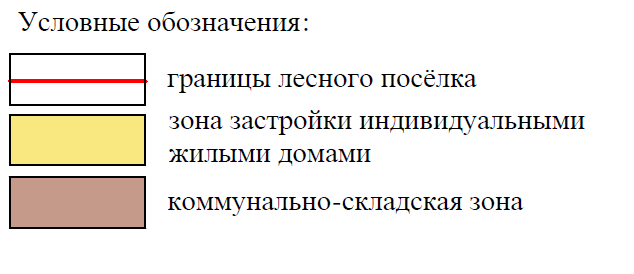 Условные обозначения:
границы лесного посёлка
зона застройки индивидуальными
жилыми домами
коммунально-складская зона